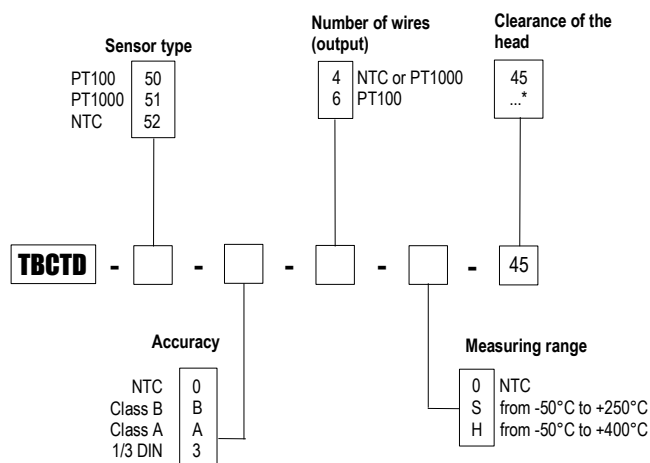 Sensor type
PT100 50
PT1000 51
NTC 52
Number of wires
(output)
4 NTC or PT1000
6 PT100
Clearance of the
head
45
...*
TBCTD - - - - - 45
Accuracy
NTC 0
Class B B
Class A A
1/3 DIN 3
Measuring range
0 NTC
S from -50°C to +250°C
H from -50°C to +400°C